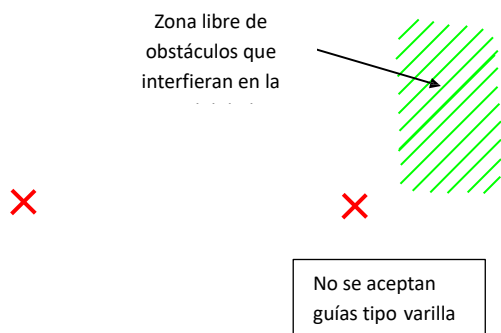 Zona libre de
obstáculos que
interfieran en la
No se aceptan
guías tipo varilla